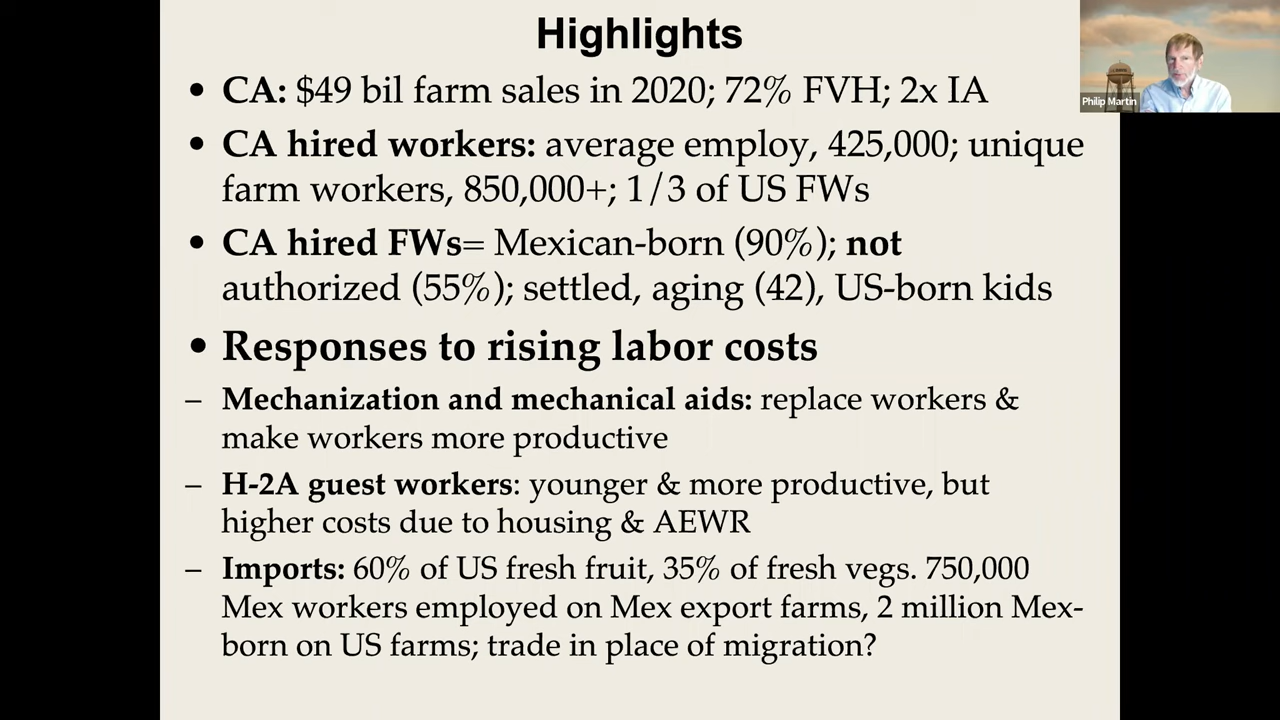 Highlights
• CA: $49 bil farm sales in 2020; 72% FVH; 2x IA
• CA hired workers: average employ, 425,000; unique
farm workers, 850,000+; 1/3 of US FWs
• CA hired FWs= Mexican-born (90%); not
authorized (55%); settled, aging (42), US-born kids
• Responses to rising labor costs
– Mechanization and mechanical aids: replace workers &
make workers more productive
– H-2A guest workers: younger & more productive, but
higher costs due to housing & AEWR
– Imports: 60% of US fresh fruit, 35% of fresh vegs. 750,000
Mex workers employed on Mex export farms, 2 million Mex-
born on US farms; trade in place of migration?
Philip Martin